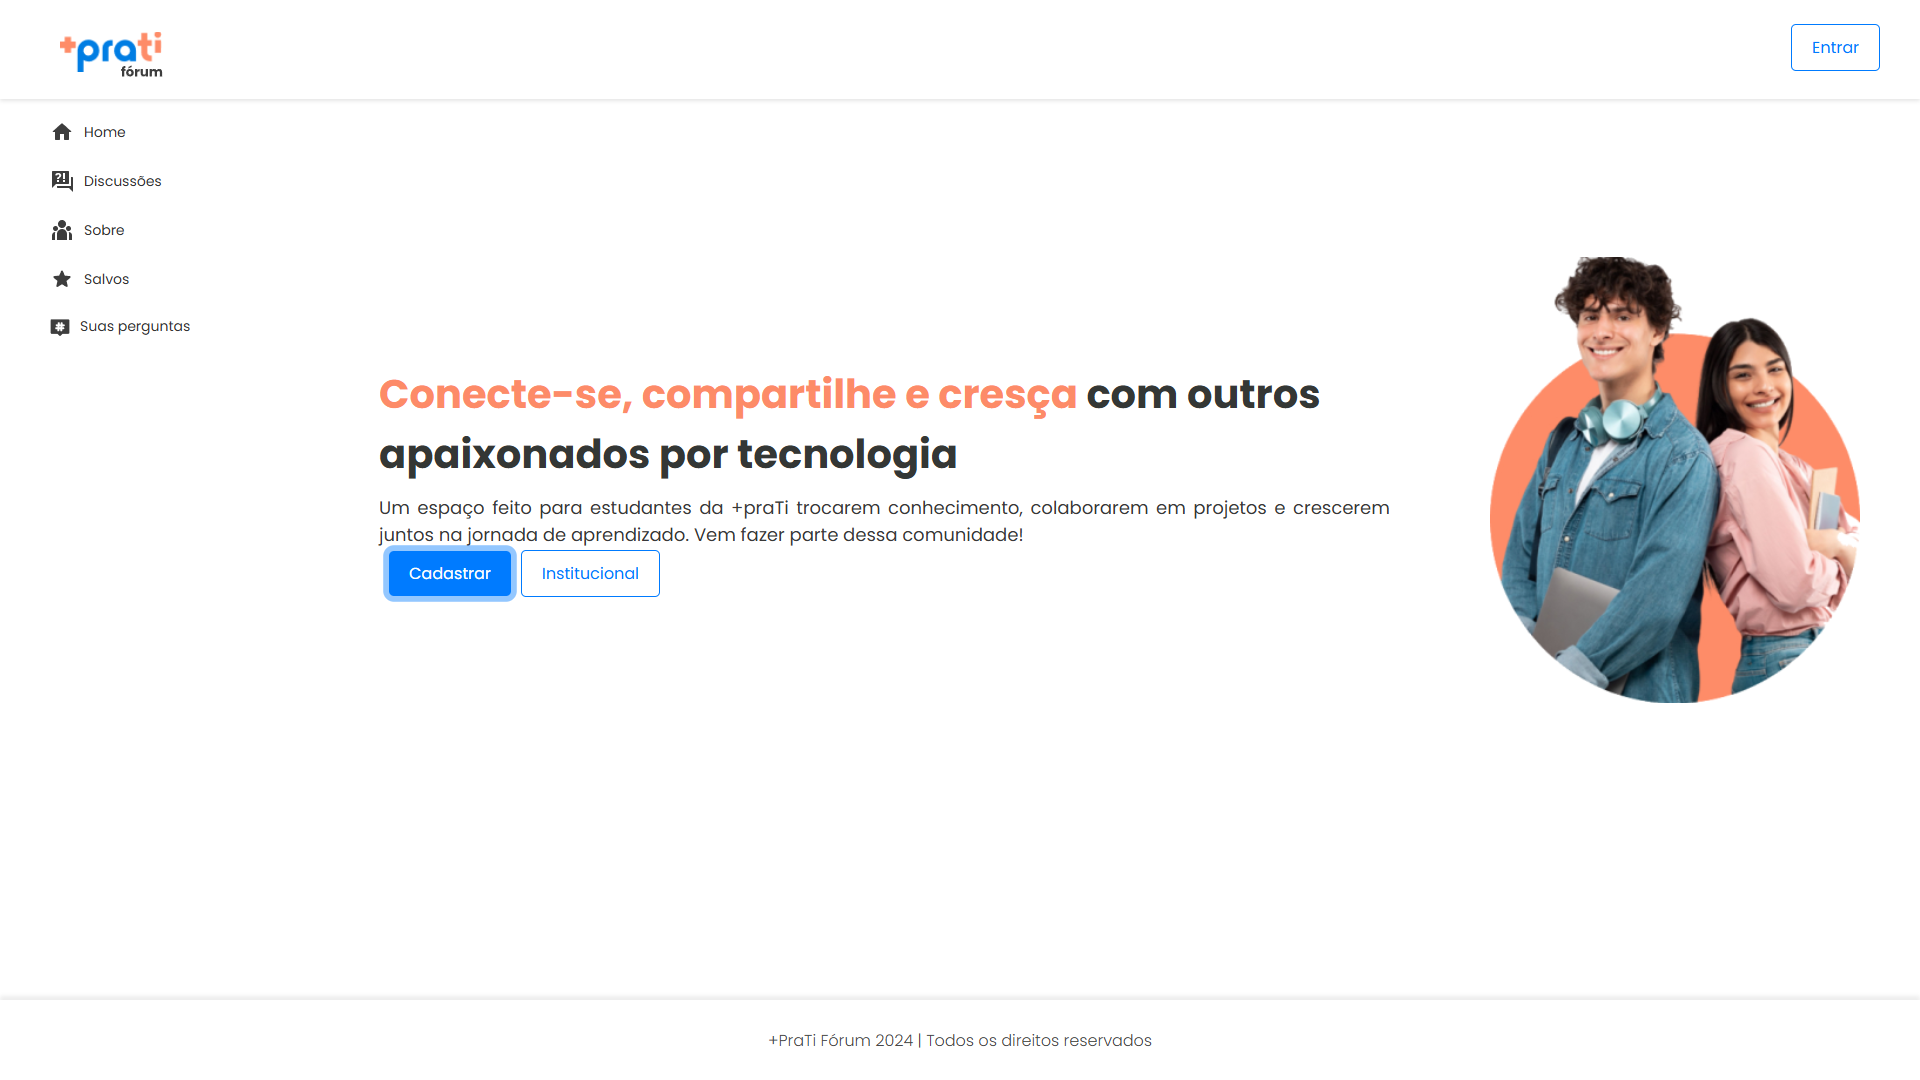 +prati
fórum
Entrar
Home
Discussões
Sobre
Salvos
Suas perguntas
Conecte-se, compartilhe e cresça com outros
apaixonados por tecnologia
Um espaço feito para estudantes da +praTi trocarem conhecimento, colaborarem em projetos e crescerem
juntos na jornada de aprendizado. Vem fazer parte dessa comunidade!
Cadastrar
Institucional
+PraTi Fórum 2024 | Todos os direitos reservados